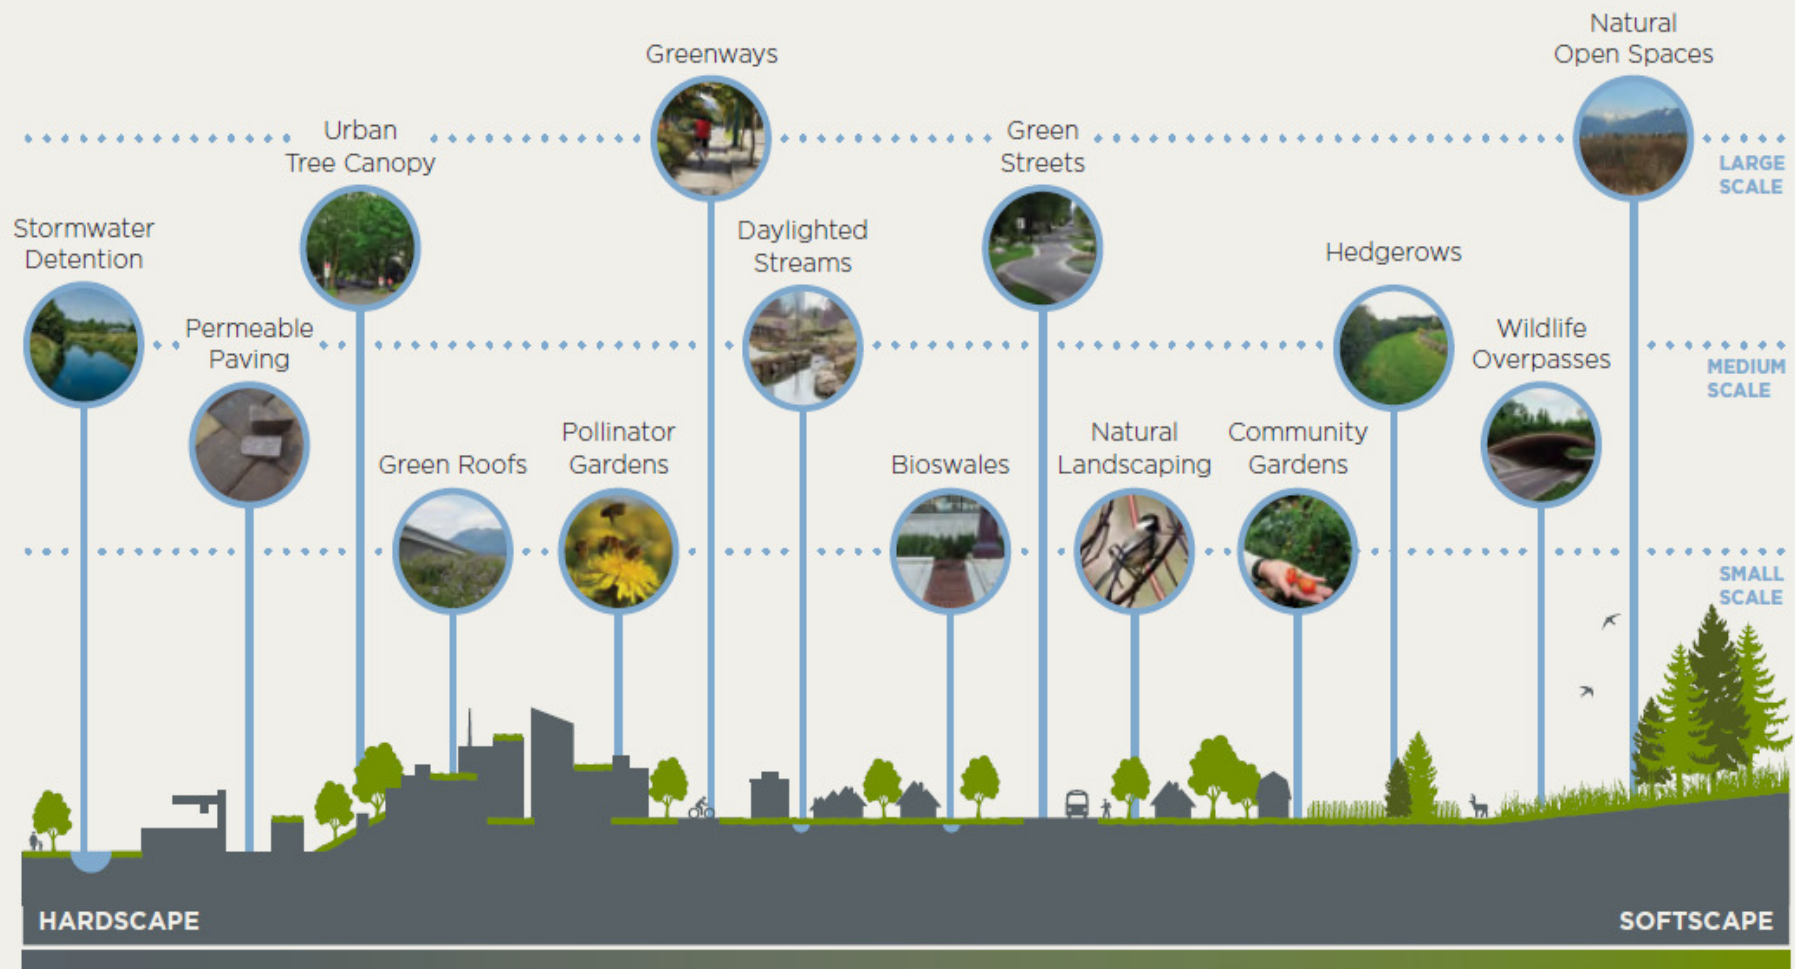 Natural
Open Spaces
Greenways
Urban
Tree Canopy
Green
Streets
LARGE
SCALE
Stormwater
Detention
Daylighted
Streams
Hedgerows
Permeable
Paving
Wildlife
Overpasses
MEDIUM
SCALE
Green Roofs
Pollinator
Gardens
Bioswales
Natural
Landscaping
Community
Gardens
SMALL
SCALE
HARDSCAPE
SOFTSCAPE